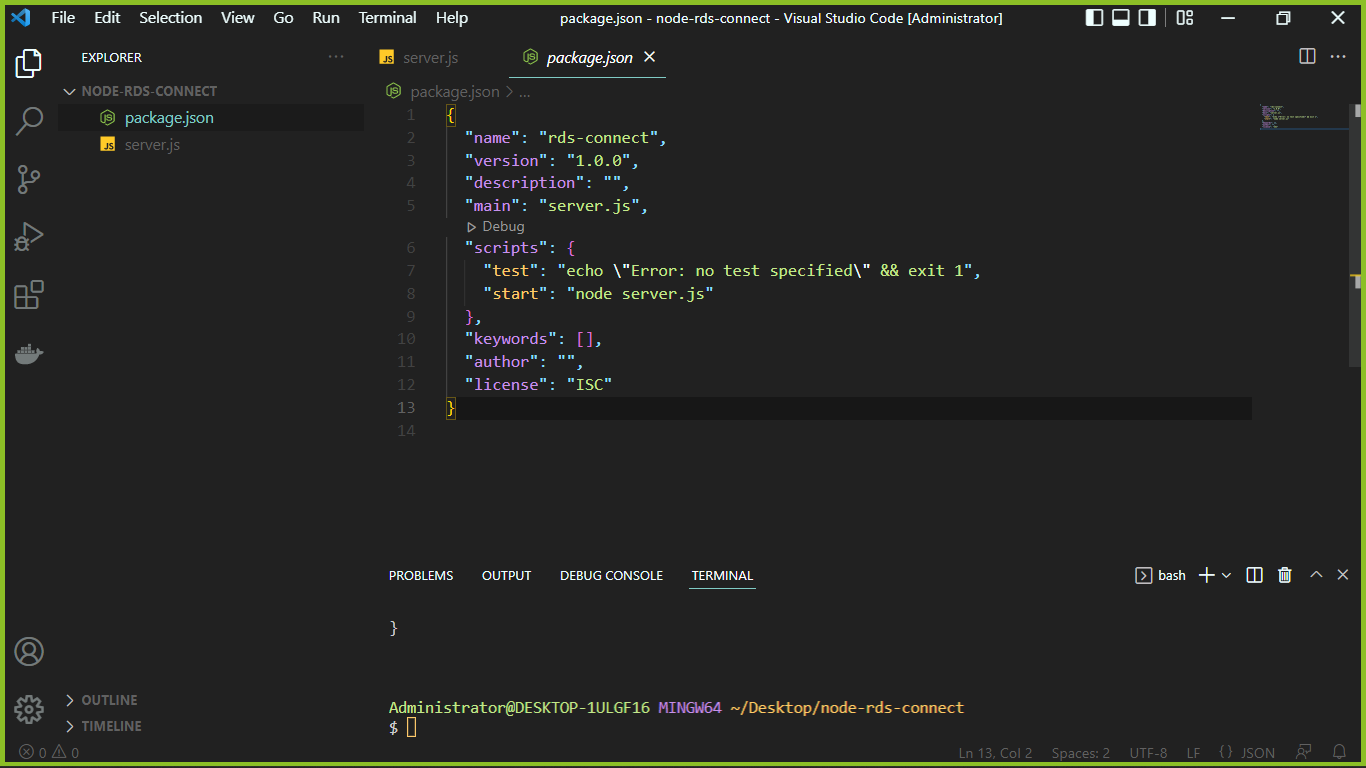 File Edit Selection View Go Run Terminal Help package.json - node-rds-connect - Visual Studio Code [Administrator]
EXPLORER ···
JS server.js JS package.json
NODE-RDS-CONNECT
JS package.json
JS server.js
JS package.json > ...
1 {
2 "name": "rds-connect",
3 "version": "1.0.0",
4 "description": "",
5 "main": "server.js",
Debug
6 "scripts": {
7 "test": "echo \"Error: no test specified\" && exit 1",
8 "start": "node server.js"
9 },
10 "keywords": [],
11 "author": "",
12 "license": "ISC"
13 }
14
PROBLEMS OUTPUT DEBUG CONSOLE TERMINAL bash
}
Administrator@DESKTOP-1ULGF16 MINGW64 ~/Desktop/node-rds-connect
$
OUTLINE
TIMELINE
0 0 Ln 13, Col 2 Spaces: 2 UTF-8 LF {} JSON